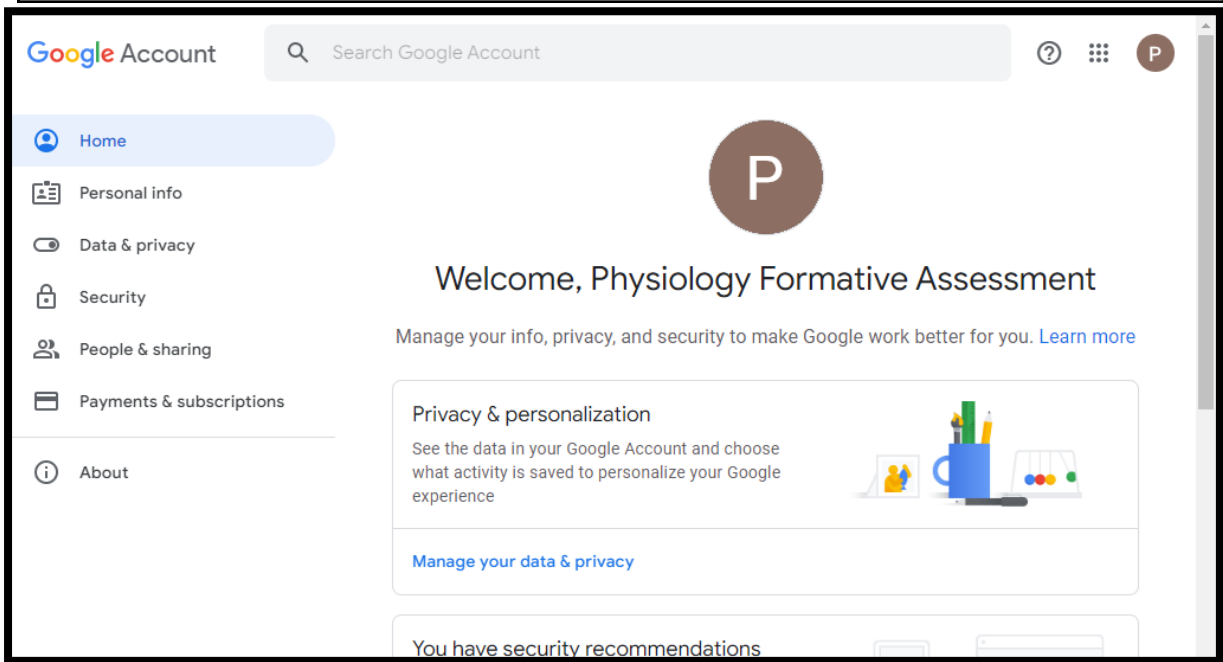 Google Account
Search Google Account
P
Home
Personal info
Data & privacy
Security
People & sharing
Payments & subscriptions
About
P
Welcome, Physiology Formative Assessment
Manage your info, privacy, and security to make Google work better for you. Learn more
Privacy & personalization
See the data in your Google Account and choose
what activity is saved to personalize your Google
experience
Manage your data & privacy
You have security recommendations